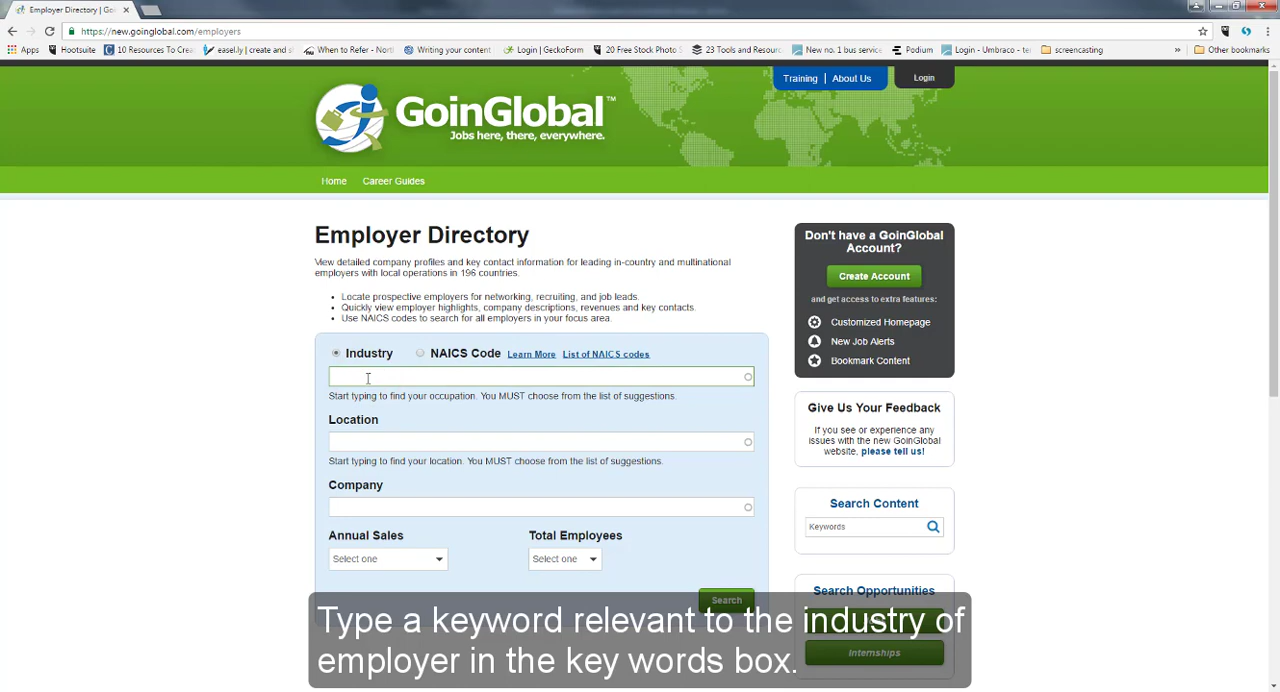 Employer Directory | Goi
https://new.goinglobal.com/employers
Apps
Hootsuite
10 Resources To Crea
easel.ly | create and sh
When to Refer - North
Writing your content
Login | GeckoForm
20 Free Stock Photo S
23 Tools and Resourc
New no. 1 bus service
Podium
Login - Umbraco - te
screencasting
»
Other bookmarks
Training | About Us
Login
GoinGlobal™
Jobs here, there, everywhere.
Home
Career Guides
Employer Directory
View detailed company profiles and key contact information for leading in-country and multinational
employers with local operations in 196 countries.
• Locate prospective employers for networking, recruiting, and job leads.
• Quickly view employer highlights, company descriptions, revenues and key contacts.
• Use NAICS codes to search for all employers in your focus area.
Industry
NAICS Code
Learn More
List of NAICS codes
Start typing to find your occupation. You MUST choose from the list of suggestions.
Location
Start typing to find your location. You MUST choose from the list of suggestions.
Company
Annual Sales
Total Employees
Select one
Select one
Search
Don't have a GoinGlobal
Account?
Create Account
and get access to extra features:
Customized Homepage
New Job Alerts
Bookmark Content
Give Us Your Feedback
If you see or experience any
issues with the new GoinGlobal
website, please tell us!
Search Content
Keywords
Search Opportunities
Internships
Type a keyword relevant to the industry of
employer in the key words box.